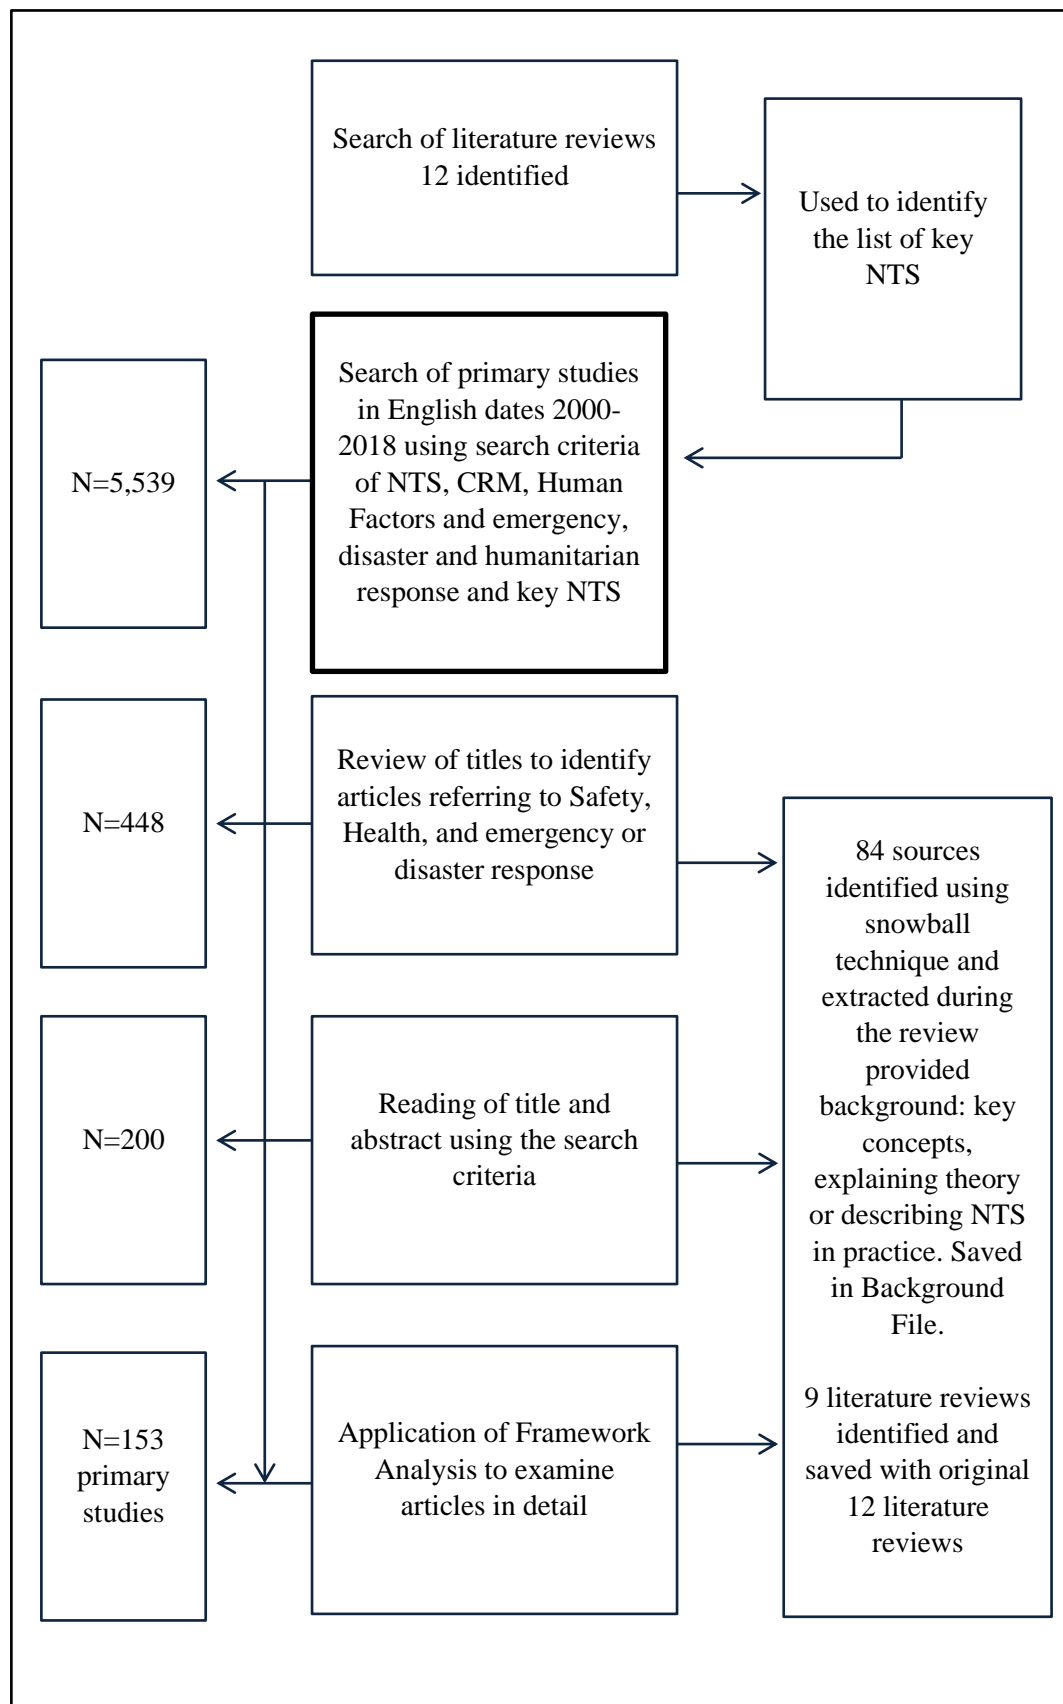 Search of literature reviews
12 identified
Used to identify
the list of key
NTS
Search of primary studies
in English dates 2000-
2018 using search criteria
of NTS, CRM, Human
Factors and emergency,
disaster and humanitarian
response and key NTS
N=5,539
Review of titles to identify
articles referring to Safety,
Health, and emergency or
disaster response
N=448
84 sources
identified using
snowball
technique and
extracted during
the review
provided
background: key
concepts,
explaining theory
or describing NTS
in practice. Saved
in Background
File.
9 literature reviews
identified and
saved with original
12 literature
reviews
Reading of title and
abstract using the search
criteria
N=200
Application of Framework
Analysis to examine
articles in detail
N=153
primary
studies